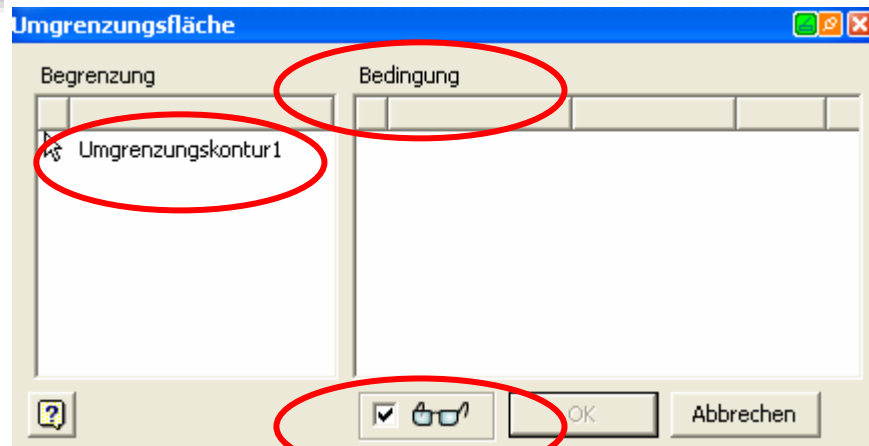 Umgrenzungsfläche
Begrenzung Bedingung
Umgrenzungskontur1
? OK Abbrechen